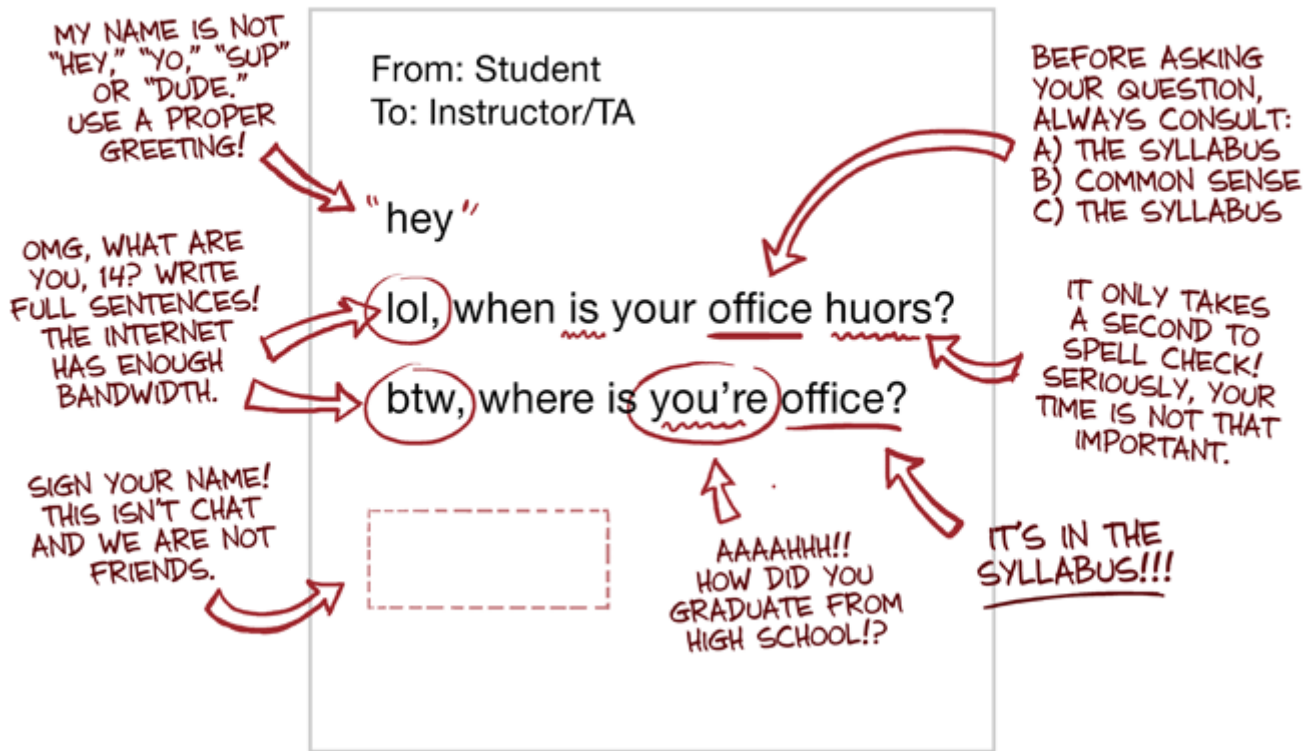 MY NAME IS NOT
"HEY," "YO," "SUP"
OR "DUDE."
USE A PROPER
GREETING!
From: Student
To: Instructor/TA
BEFORE ASKING
YOUR QUESTION,
ALWAYS CONSULT:
A) THE SYLLABUS
B) COMMON SENSE
C) THE SYLLABUS
"hey"
OMG, WHAT ARE
YOU, 14? WRITE
FULL SENTENCES!
THE INTERNET
HAS ENOUGH
BANDWIDTH.
lol, when is your office huors?
IT ONLY TAKES
A SECOND TO
SPELL CHECK!
SERIOUSLY, YOUR
TIME IS NOT THAT
IMPORTANT.
btw, where is you're office?
SIGN YOUR NAME!
THIS ISN'T CHAT
AND WE ARE NOT
FRIENDS.
AAAAHHH!!
HOW DID YOU
GRADUATE FROM
HIGH SCHOOL!?
IT'S IN THE
SYLLABUS!!!